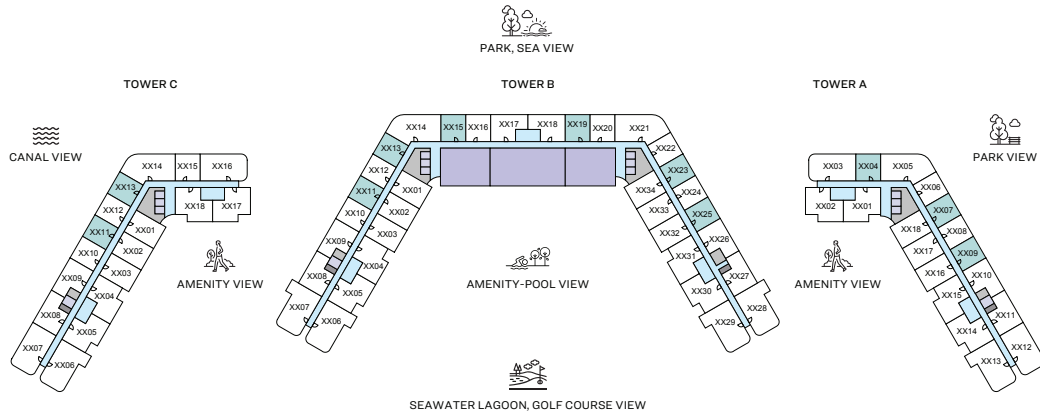 PARK, SEA VIEW
TOWER C
TOWER B
TOWER A
CANAL VIEW
PARK VIEW
XX14
XX15
XX16
XX13
XX12
XX11
XX10
XX09
XX08
XX07
XX06
XX05
XX04
XX03
XX02
XX01
XX18
XX17
AMENITY VIEW
XX14
XX15
XX16
XX17
XX18
XX19
XX20
XX21
XX13
XX12
XX11
XX10
XX09
XX08
XX07
XX06
XX05
XX04
XX03
XX02
XX01
XX22
XX23
XX24
XX25
XX26
XX27
XX28
XX29
XX30
XX31
XX32
XX33
XX34
AMENITY-POOL VIEW
XX03
XX04
XX05
XX02
XX01
XX06
XX07
XX08
XX09
XX10
XX11
XX12
XX13
XX14
XX15
XX16
XX17
XX18
AMENITY VIEW
SEAWATER LAGOON, GOLF COURSE VIEW